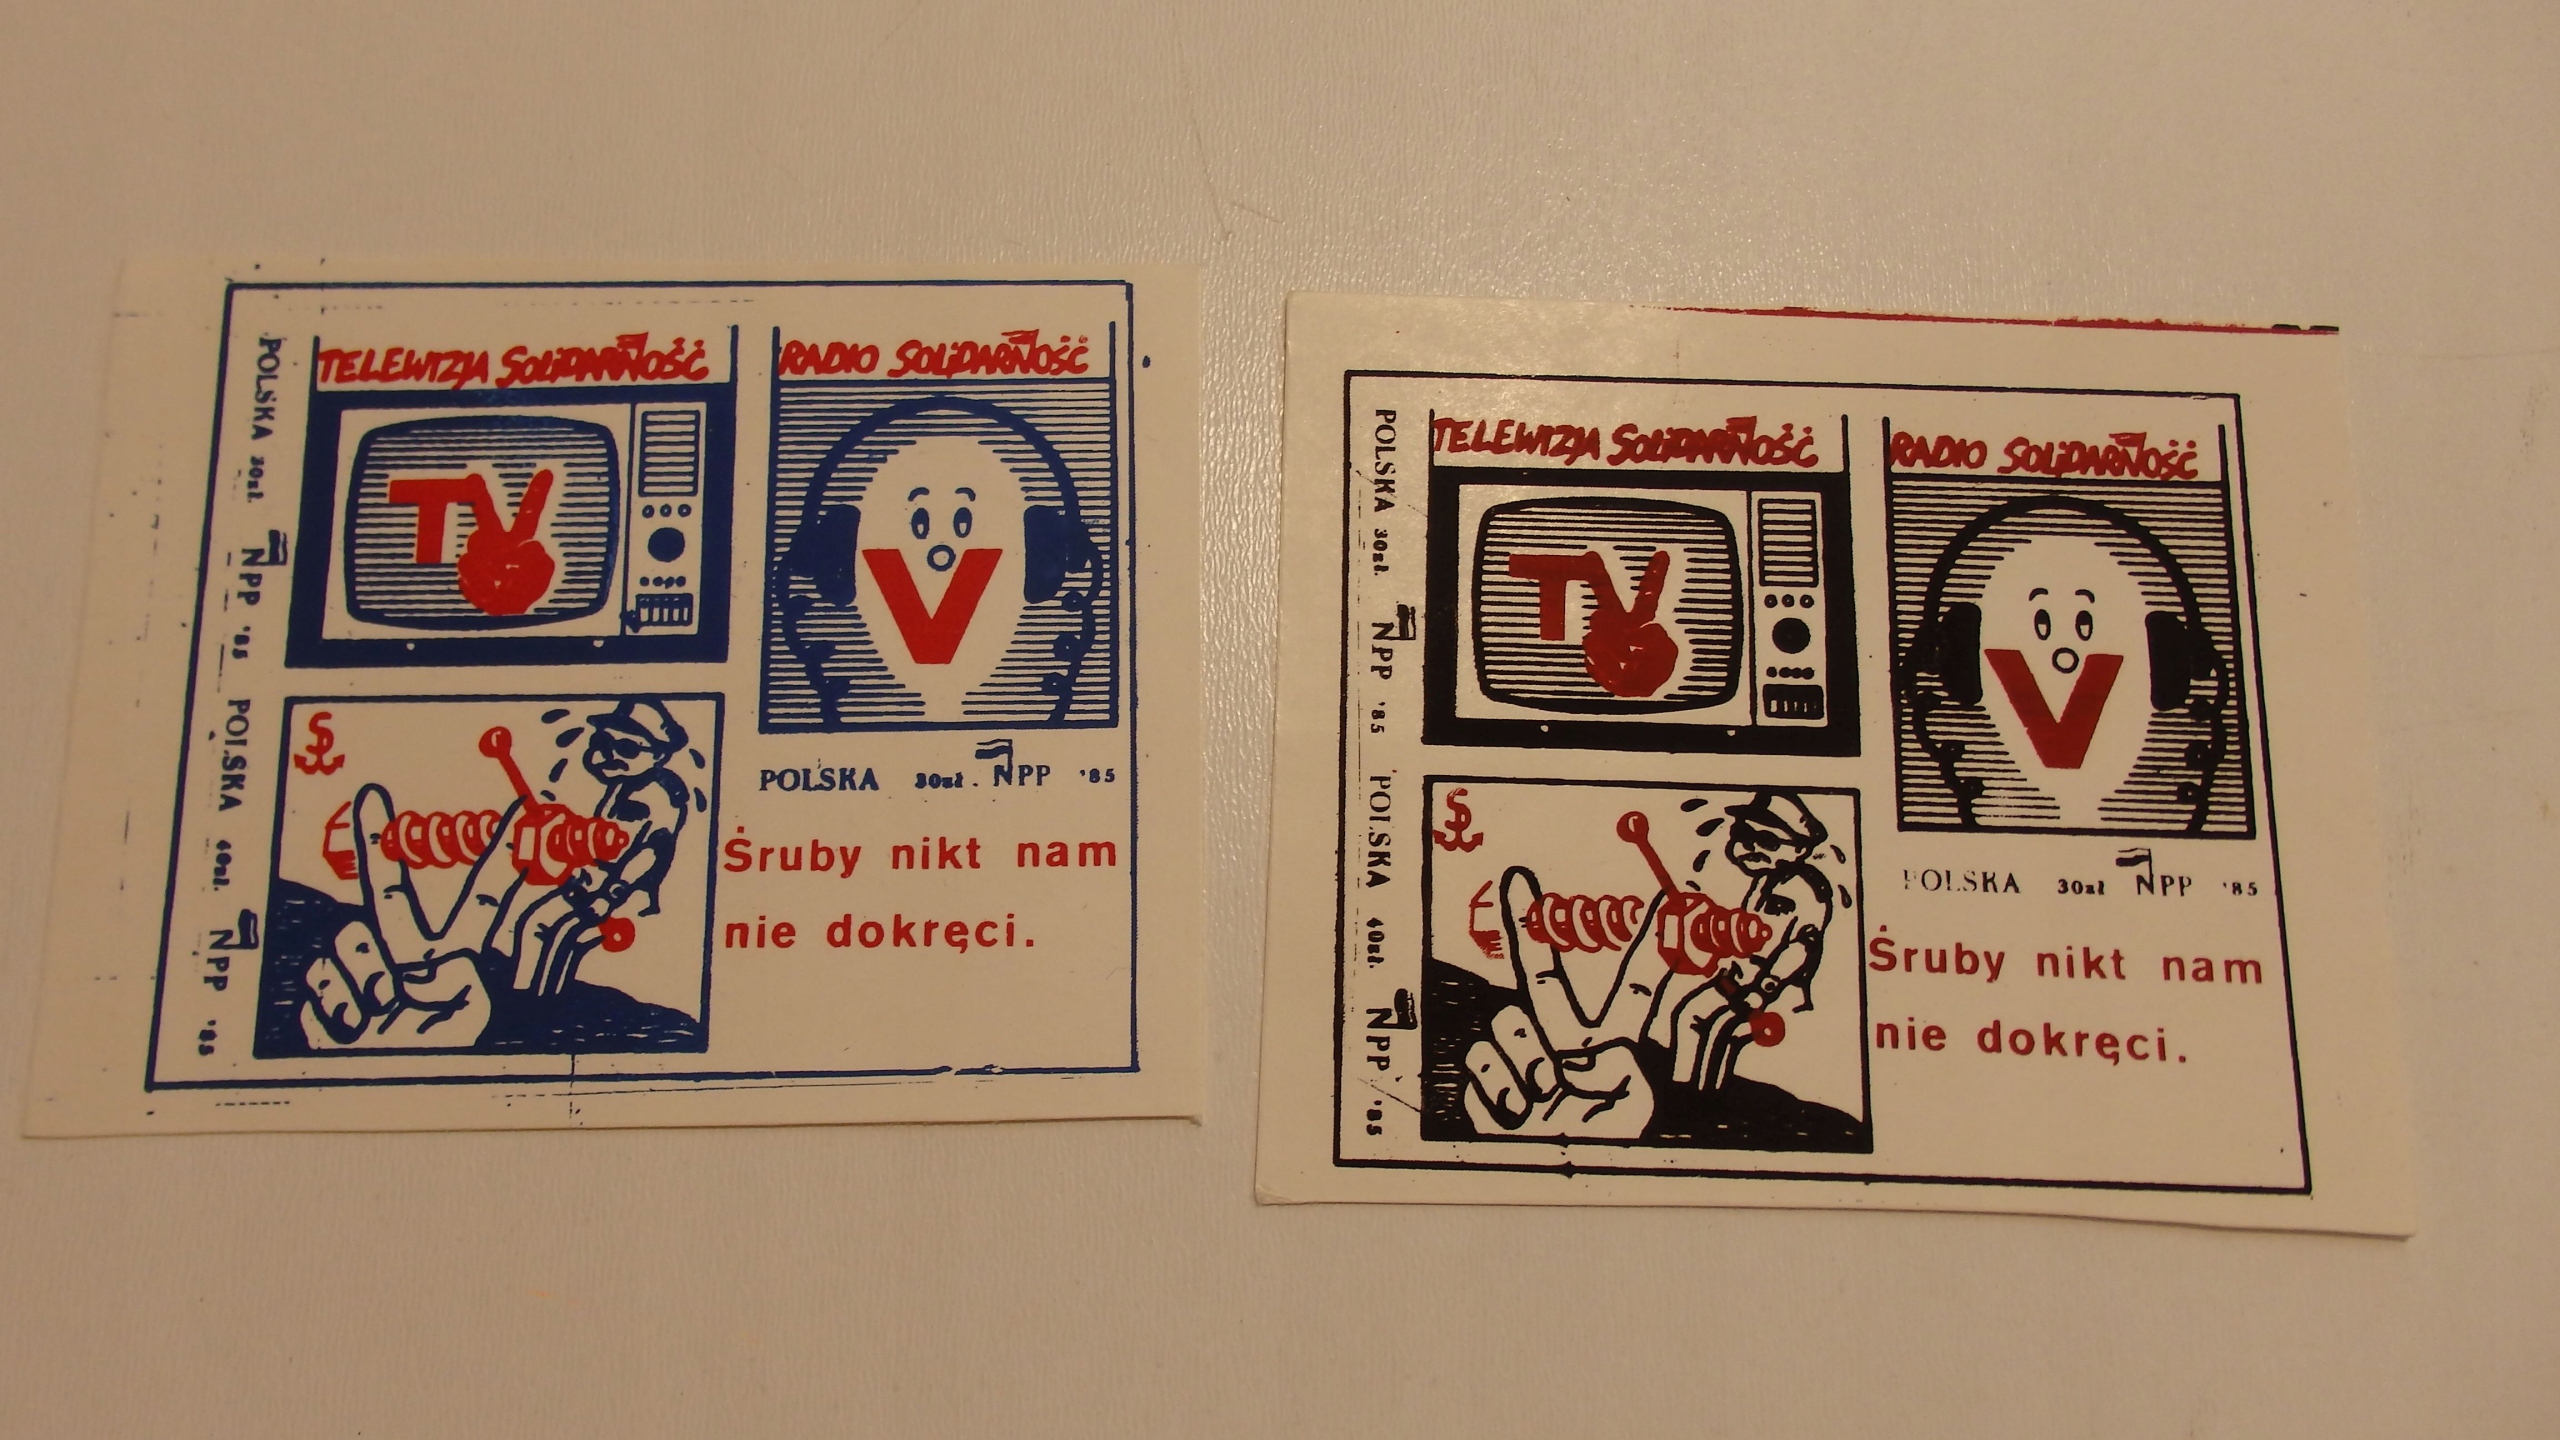 TELEWIZJA SOLIDARNOŚĆ
RADIO SOLIDARNOŚĆ
TV
V
POLSKA 30zł. NPP '85
POLSKA 40zł. NPP '85
POLSKA 30zł. NPP '85
Śruby nikt nam
nie dokręci.
TELEWIZJA SOLIDARNOŚĆ
RADIO SOLIDARNOŚĆ
TV
V
POLSKA 30zł. NPP '85
POLSKA 40zł. NPP '85
POLSKA 30zł NPP '85
Śruby nikt nam
nie dokręci.